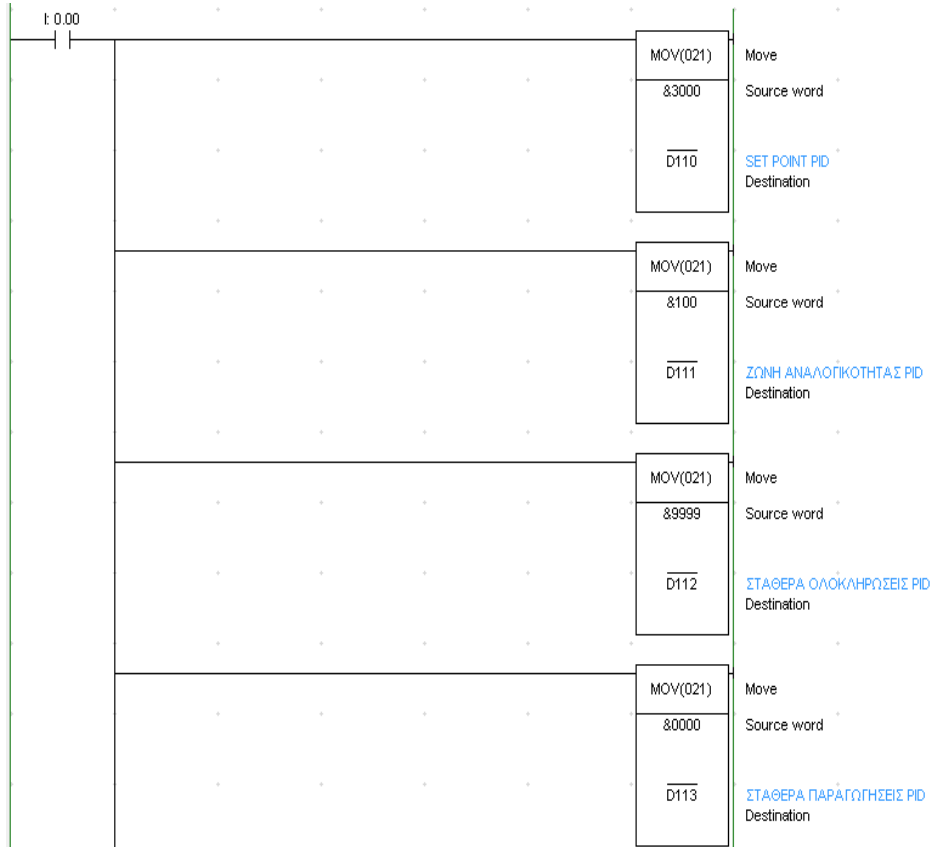 I: 0.00
MOV(021) Move
&3000 Source word
D110 SET POINT PID
Destination
MOV(021) Move
&100 Source word
D111 ΖΩΝΗ ΑΝΑΛΟΓΙΚΟΤΗΤΑΣ PID
Destination
MOV(021) Move
&9999 Source word
D112 ΣΤΑΘΕΡΑ ΟΛΟΚΛΗΡΩΣΕΙΣ PID
Destination
MOV(021) Move
&0000 Source word
D113 ΣΤΑΘΕΡΑ ΠΑΡΑΓΩΓΗΣΕΙΣ PID
Destination